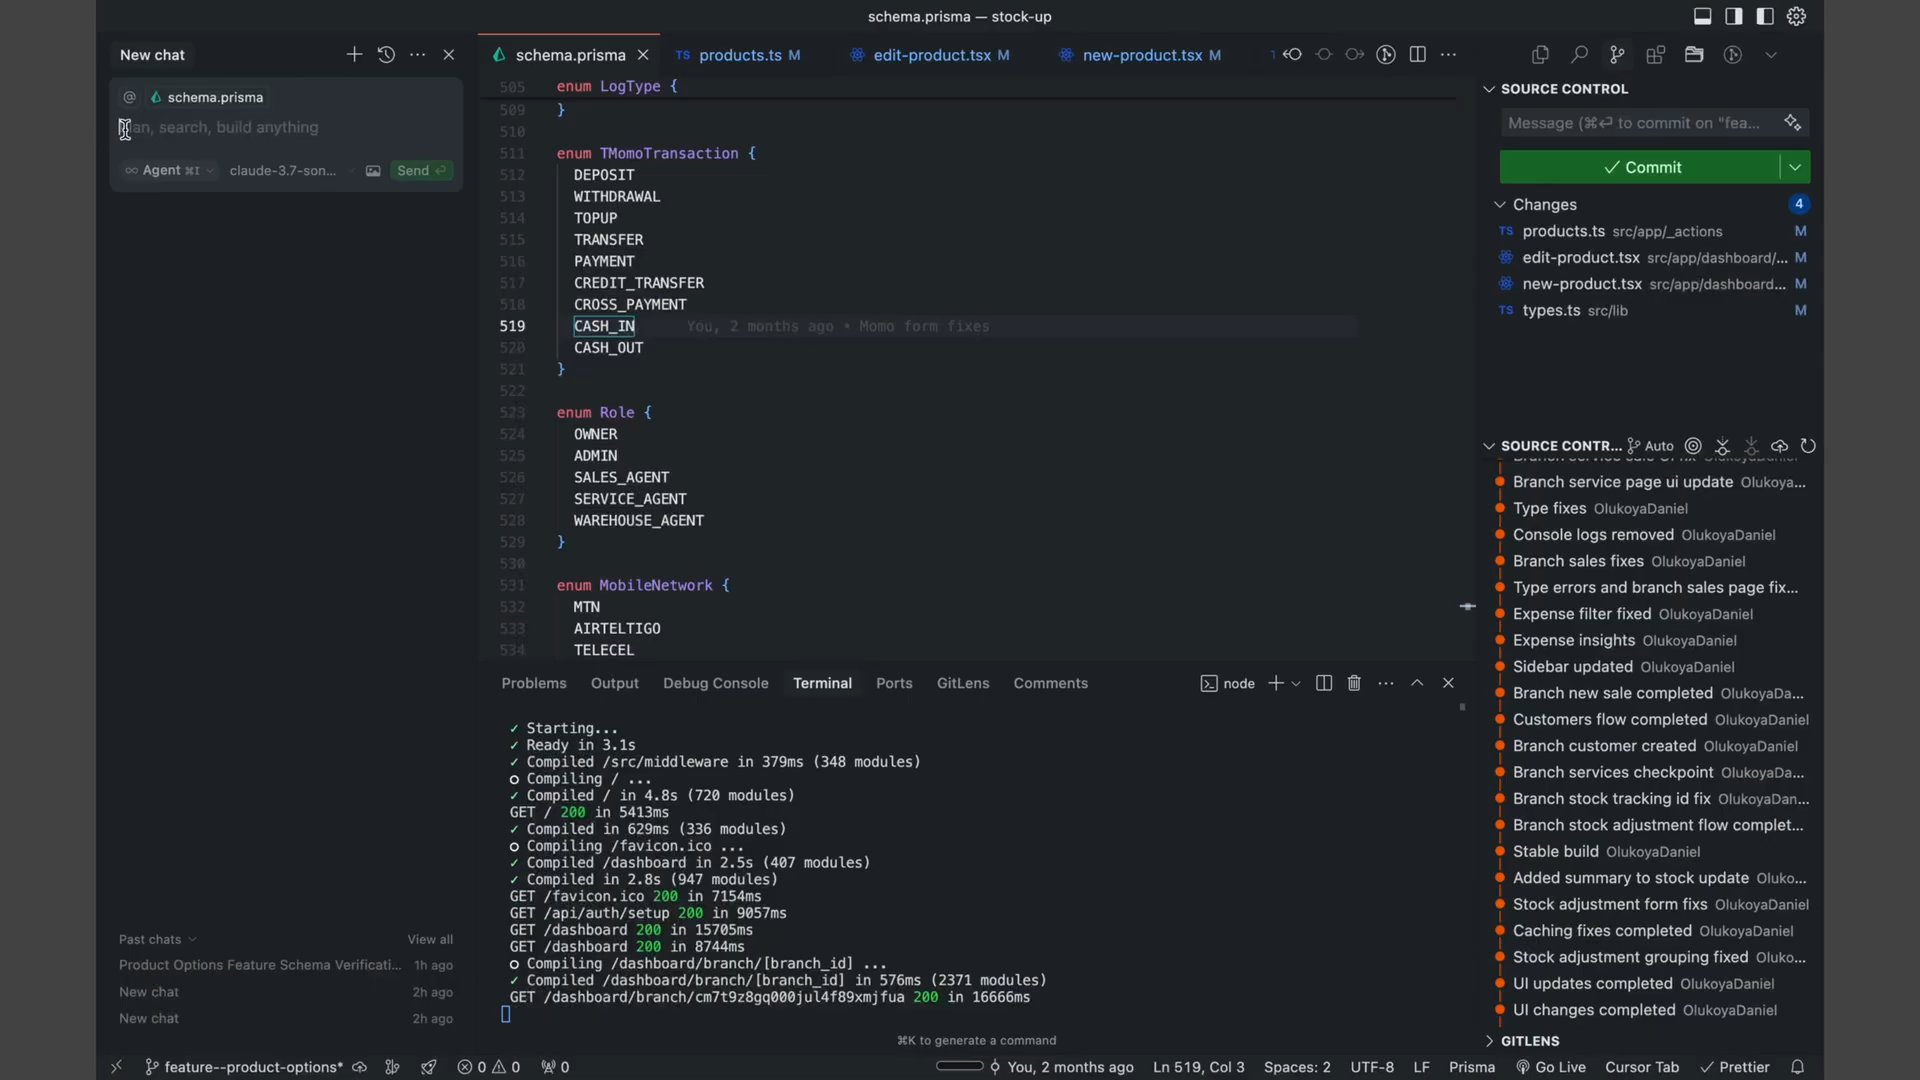 schema.prisma — stock-up
New chat
@ schema.prisma
an, search, build anything
∞ Agent ⌘I
claude-3.7-son...
Send ⏎
Past chats
View all
Product Options Feature Schema Verificati... 1h ago
New chat 2h ago
New chat 2h ago
schema.prisma
TS products.ts M
edit-product.tsx M
new-product.tsx M
505 enum LogType {
509 }
510
511 enum TMomoTransaction {
512 DEPOSIT
513 WITHDRAWAL
514 TOPUP
515 TRANSFER
516 PAYMENT
517 CREDIT_TRANSFER
518 CROSS_PAYMENT
519 CASH_IN You, 2 months ago • Momo form fixes
520 CASH_OUT
521 }
522
523 enum Role {
524 OWNER
525 ADMIN
526 SALES_AGENT
527 SERVICE_AGENT
528 WAREHOUSE_AGENT
529 }
530
531 enum MobileNetwork {
532 MTN
533 AIRTELTIGO
534 TELECEL
Problems Output Debug Console Terminal Ports GitLens Comments
node
✓ Starting...
✓ Ready in 3.1s
✓ Compiled /src/middleware in 379ms (348 modules)
○ Compiling / ...
✓ Compiled / in 4.8s (720 modules)
GET / 200 in 5413ms
✓ Compiled in 629ms (336 modules)
○ Compiling /favicon.ico ...
✓ Compiled /dashboard in 2.5s (407 modules)
✓ Compiled in 2.8s (947 modules)
GET /favicon.ico 200 in 7154ms
GET /api/auth/setup 200 in 9057ms
GET /dashboard 200 in 15705ms
GET /dashboard 200 in 8744ms
○ Compiling /dashboard/branch/[branch_id] ...
✓ Compiled /dashboard/branch/[branch_id] in 576ms (2371 modules)
GET /dashboard/branch/cm7t9z8gq000jul4f89xmjfua 200 in 16666ms
⌘K to generate a command
SOURCE CONTROL
Message (⌘⏎ to commit on "fea...
✓ Commit
Changes 4
TS products.ts src/app/_actions M
edit-product.tsx src/app/dashboard/... M
new-product.tsx src/app/dashboard... M
TS types.ts src/lib M
SOURCE CONTR... Auto
Branch service page ui update Olukoya...
Type fixes OlukoyaDaniel
Console logs removed OlukoyaDaniel
Branch sales fixes OlukoyaDaniel
Type errors and branch sales page fix...
Expense filter fixed OlukoyaDaniel
Expense insights OlukoyaDaniel
Sidebar updated OlukoyaDaniel
Branch new sale completed OlukoyaDa...
Customers flow completed OlukoyaDaniel
Branch customer created OlukoyaDaniel
Branch services checkpoint OlukoyaDa...
Branch stock tracking id fix OlukoyaDan...
Branch stock adjustment flow complet...
Stable build OlukoyaDaniel
Added summary to stock update Oluko...
Stock adjustment form fixs OlukoyaDaniel
Caching fixes completed OlukoyaDaniel
Stock adjustment grouping fixed Oluko...
UI updates completed OlukoyaDaniel
UI changes completed OlukoyaDaniel
GITLENS
feature--product-options* 0 0 0 You, 2 months ago Ln 519, Col 3 Spaces: 2 UTF-8 LF Prisma Go Live Cursor Tab ✓ Prettier